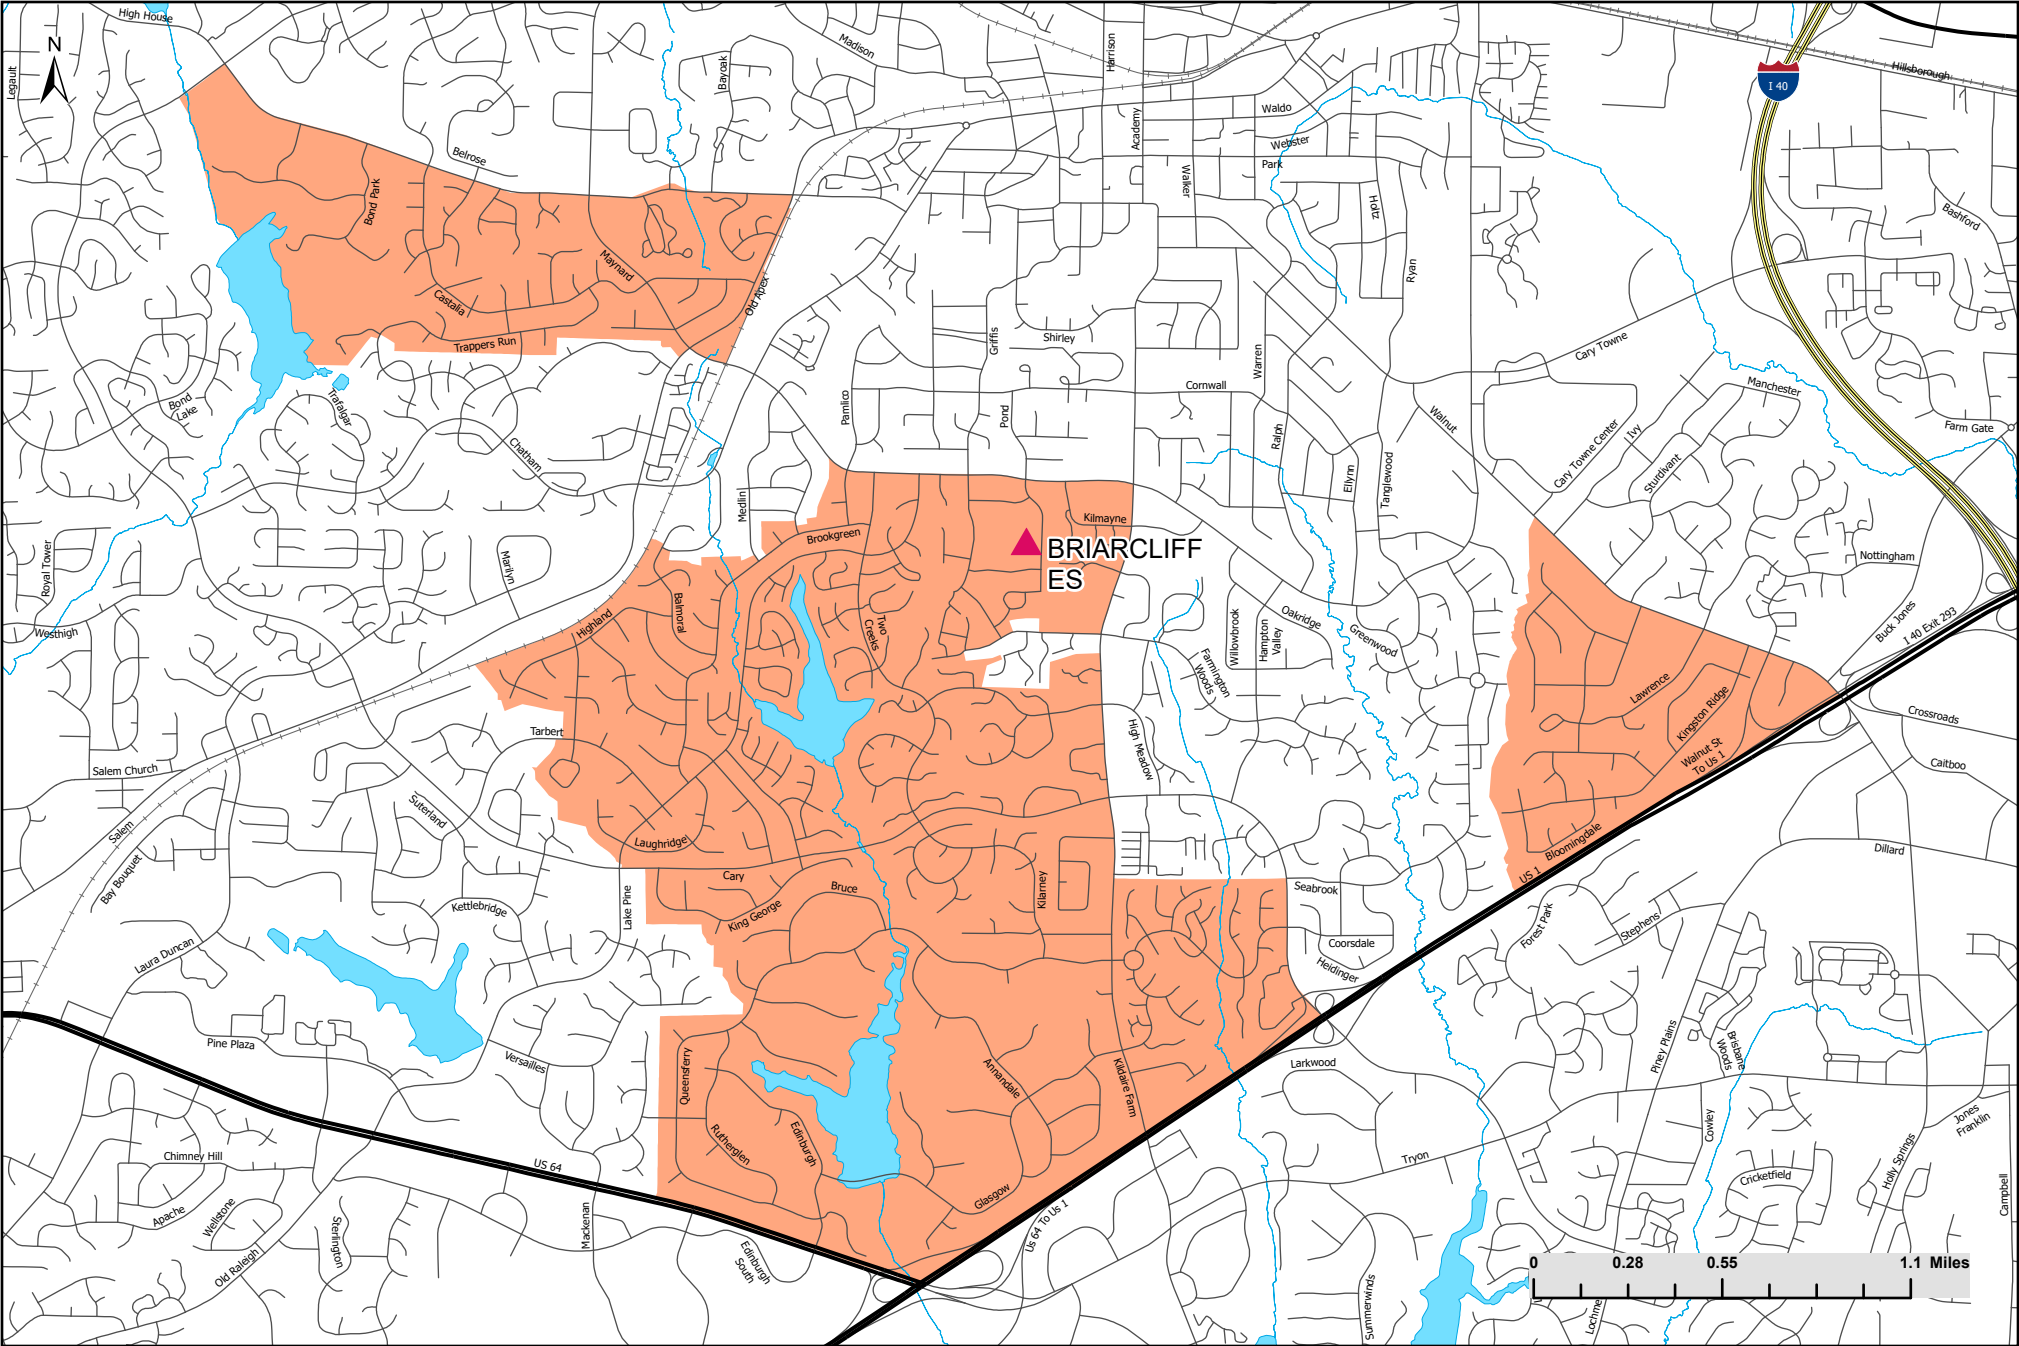 High House
Madison
Harrison
N
Legault
Bayoak
Hillsborough
I 40
Waldo
Academy
Webster
Belrose
Park
Walker
Bond Park
Holtz
Bashford
Maynard
Ryan
Castalia
Old Apex
Trappers Run
Griffis
Shirley
Warren
Cary Towne
Cornwall
Manchester
Bond
Lake
Trafalgar
Pamlico
Pond
Walnut
Ivy
Farm Gate
Chatham
Ralph
Cary Towne Center
Ellynn
Tanglewood
Sturdivant
Medlin
Kilmayne
Brookgreen
BRIARCLIFF
ES
Royal Tower
Marilyn
Nottingham
Balmoral
Highland
Two
Creeks
Willowbrook
Hampton
Valley
Oakridge
Greenwood
Buck Jones
I 40 Exit 293
Westhigh
Farmington
Woods
Lawrence
Kingston Ridge
Crossroads
Tarbert
High Meadow
Walnut St
To Us 1
Salem Church
Caitboo
Suterland
Salem
Laughridge
Bloomingdale
Dillard
Bay Bouquet
Cary
US 1
Bruce
Kilarney
Seabrook
King George
Lake Pine
Kettlebridge
Forest Park
Stephens
Coorsdale
Laura Duncan
Heidinger
Pine Plaza
Versailles
Queensferry
Annandale
Kildaire Farm
Larkwood
Piney Plains
Brisbane
Woods
Jones
Franklin
Rutherglen
Edinburgh
Cowley
Chimney Hill
US 64
Tryon
Holly Springs
Cricketfield
Glasgow
Campbell
Apache
Wellstone
Sterlington
Mackenan
Us 64 To Us 1
Old Raleigh
Edinburgh
South
Summerwinds
0 0.28 0.55 1.1 Miles